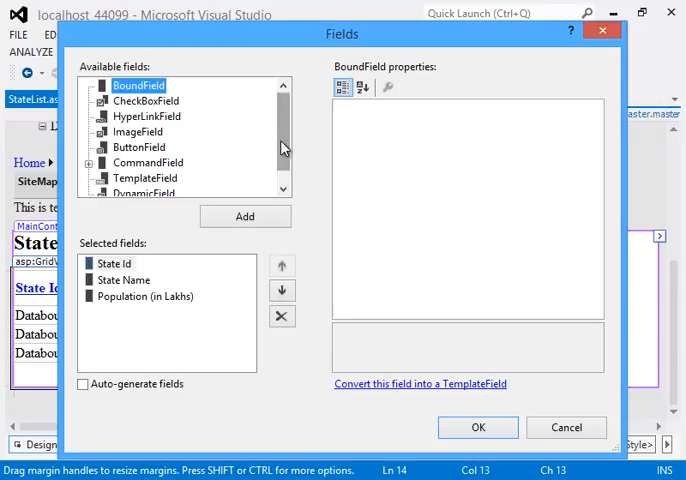 localhost_44099 - Microsoft Visual Studio
Quick Launch (Ctrl+Q)
FILE
Fields
?
ANALYZE
StateList.as
aster.master
Available fields:
BoundField
CheckBoxField
HyperLinkField
ImageField
ButtonField
CommandField
TemplateField
DynamicField
Add
Selected fields:
State Id
State Name
Population (in Lakhs)
Auto-generate fields
BoundField properties:
Convert this field into a TemplateField
OK
Cancel
Home
SiteMap
This is te
MainCont
State
asp:GridV
State Id
Databou
Databou
Databou
Design
Style>
Drag margin handles to resize margins. Press SHIFT or CTRL for more options.
Ln 14
Col 13
Ch 13
INS